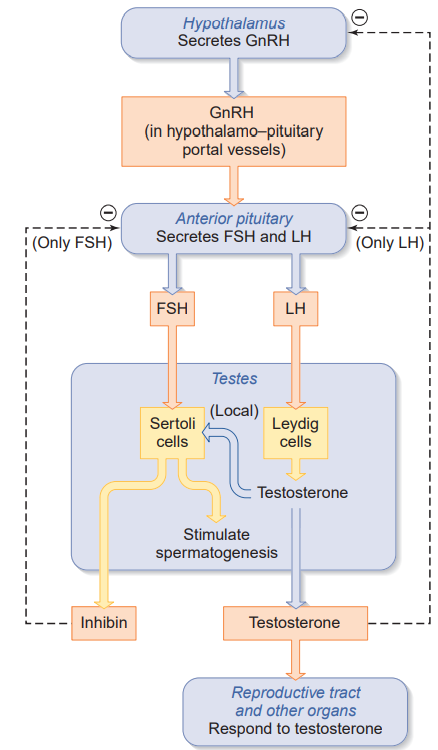 Hypothalamus
Secretes GnRH
GnRH
(in hypothalamo–pituitary
portal vessels)
Anterior pituitary
Secretes FSH and LH
(Only FSH)
(Only LH)
FSH
LH
Testes
Sertoli
cells
(Local)
Leydig
cells
Testosterone
Stimulate
spermatogenesis
Inhibin
Testosterone
Reproductive tract
and other organs
Respond to testosterone